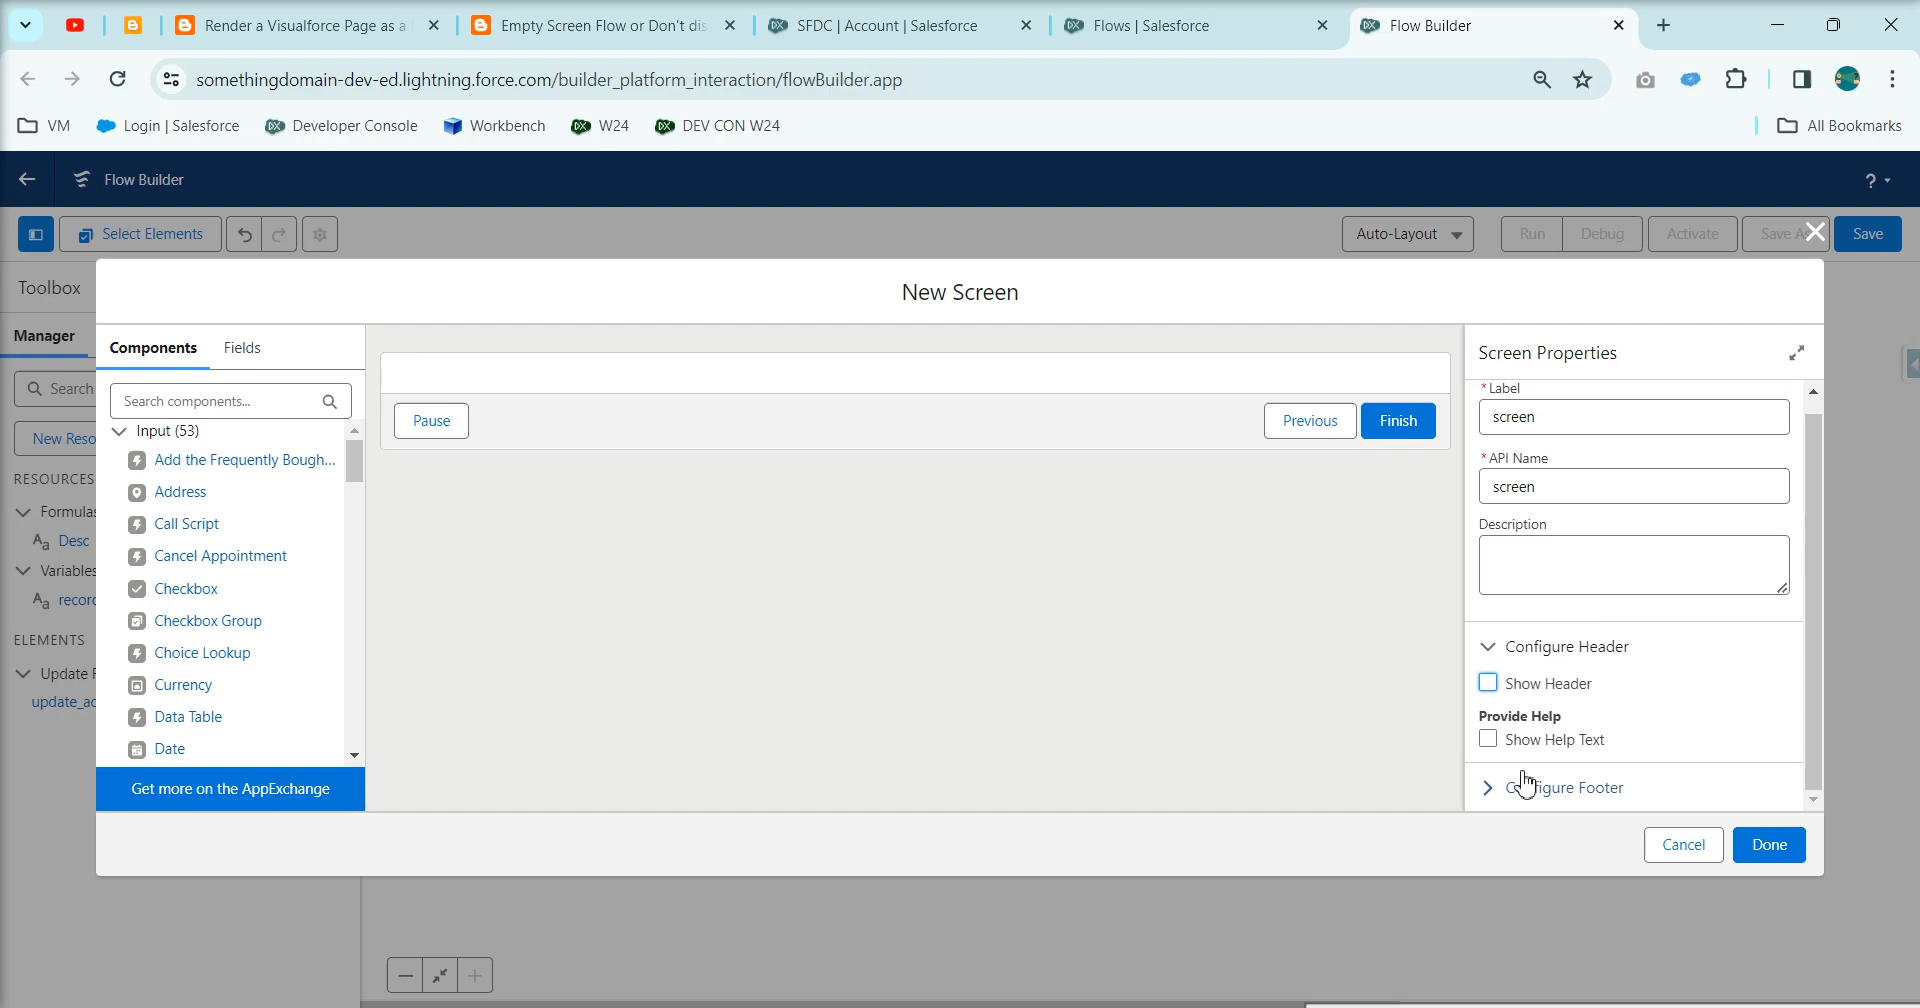 Render a Visualforce Page as a
Empty Screen Flow or Don't dis
SFDC | Account | Salesforce
Flows | Salesforce
Flow Builder
somethingdomain-dev-ed.lightning.force.com/builder_platform_interaction/flowBuilder.app
VM
Login | Salesforce
Developer Console
Workbench
W24
DEV CON W24
All Bookmarks
Flow Builder
?
Select Elements
Auto-Layout
Run
Debug
Activate
Save A
Save
Toolbox
New Screen
Manager
Components
Fields
Screen Properties
Search
Search components...
Pause
Previous
Finish
* Label
screen
New Reso
Input (53)
Add the Frequently Bough...
* API Name
screen
RESOURCES
Address
Formulas
Call Script
Description
Aa Desc
Cancel Appointment
Variables
Checkbox
Aa recor
Checkbox Group
ELEMENTS
Choice Lookup
Configure Header
Update
Currency
Show Header
update_ac
Data Table
Provide Help
Show Help Text
Date
Get more on the AppExchange
Configure Footer
Cancel
Done